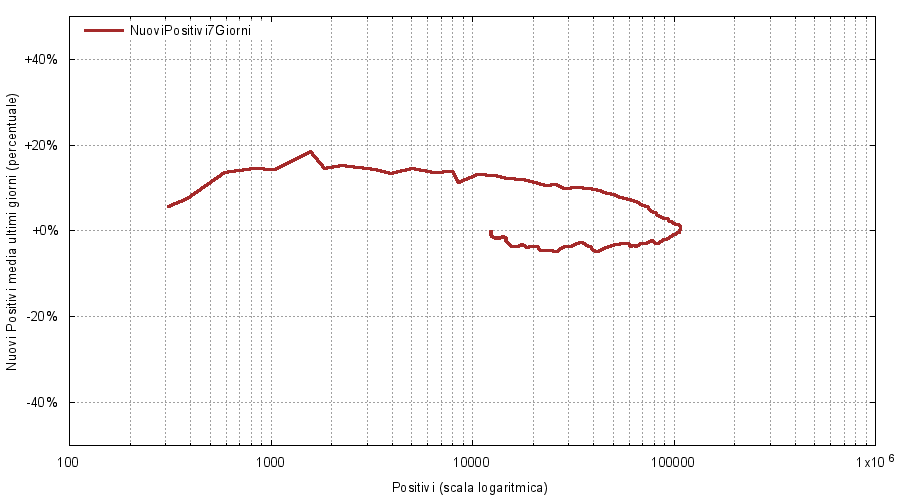 NuoviPositivi7Giorni
+40%
+20%
+0%
-20%
-40%
Nuovi Positivi media ultimi giorni (percentuale)
100 1000 10000 100000 1x10 6
Positivi (scala logaritmica)